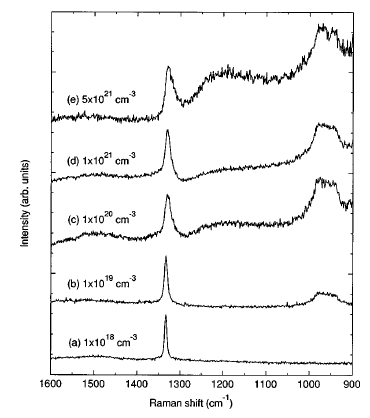 (e) 5x10²¹ cm⁻³
(d) 1x10²¹ cm⁻³
(c) 1x10²⁰ cm⁻³
(b) 1x10¹⁹ cm⁻³
(a) 1x10¹⁸ cm⁻³
Intensity (arb. units)
1600 1500 1400 1300 1200 1100 1000 900
Raman shift (cm⁻¹)